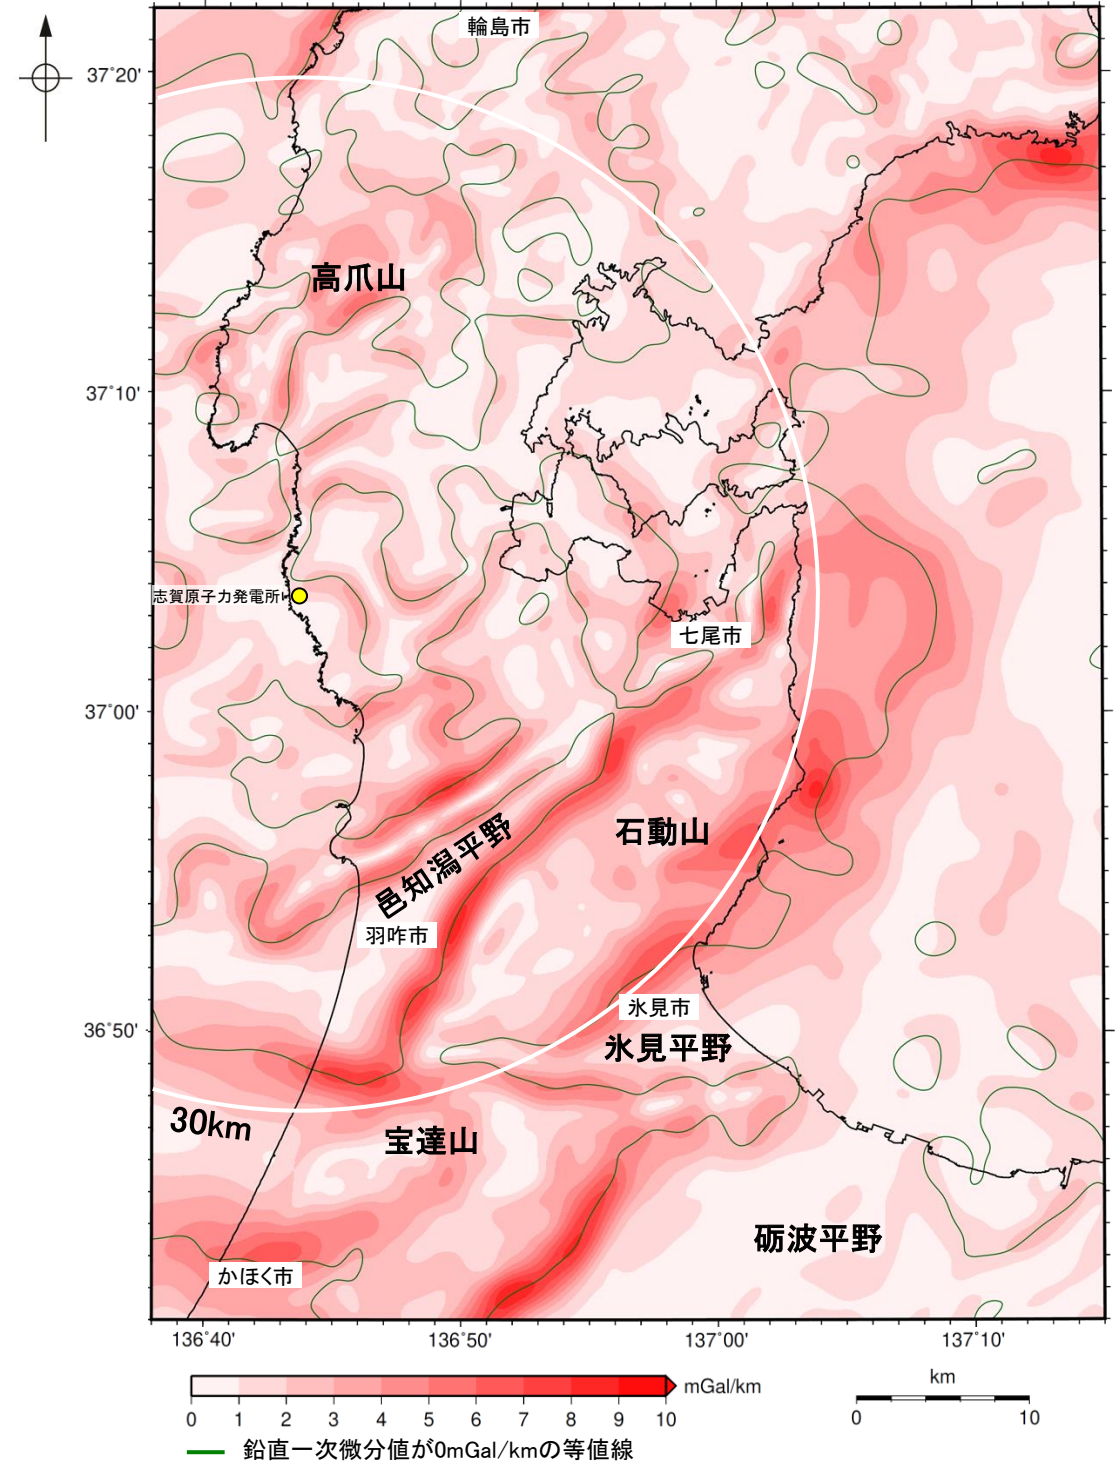 輪島市
37°20'
高爪山
37°10'
志賀原子力発電所
七尾市
37°00'
石動山
邑知潟平野
羽咋市
氷見市
36°50'
氷見平野
30km
宝達山
砺波平野
かほく市
136°40'
136°50'
137°00'
137°10'
mGal/km
km
0 1 2 3 4 5 6 7 8 9 10
0 10
鉛直一次微分値が0mGal/kmの等値線